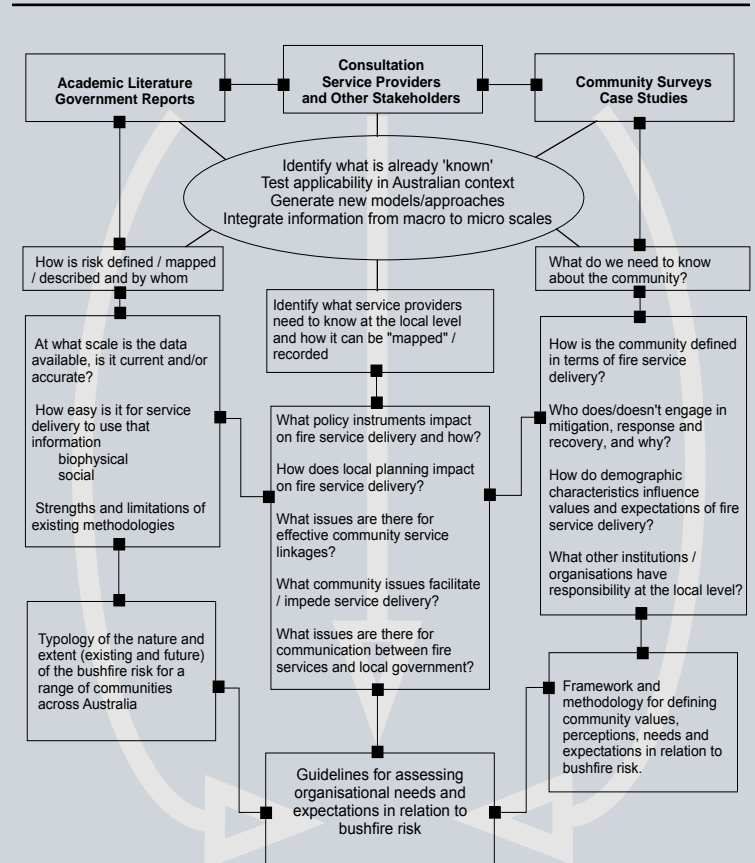 Academic Literature
Government Reports
Consultation
Service Providers
and Other Stakeholders
Community Surveys
Case Studies
Identify what is already 'known'
Test applicability in Australian context
Generate new models/approaches
Integrate information from macro to micro scales
How is risk defined / mapped
/ described and by whom
Identify what service providers
need to know at the local level
and how it can be "mapped" /
recorded
What do we need to know
about the community?
At what scale is the data
available, is it current and/or
accurate?
How easy is it for service
delivery to use that
information
biophysical
social
Strengths and limitations of
existing methodologies
What policy instruments impact
on fire service delivery and how?
How does local planning impact
on fire service delivery?
What issues are there for
effective community service
linkages?
What community issues facilitate
/ impede service delivery?
What issues are there for
communication between fire
services and local government?
How is the community defined
in terms of fire service
delivery?
Who does/doesn't engage in
mitigation, response and
recovery, and why?
How do demographic
characteristics influence
values and expectations of fire
service delivery?
What other institutions /
organisations have
responsibility at the local level?
Typology of the nature and
extent (existing and future)
of the bushfire risk for a
range of communities
across Australia
Guidelines for assessing
organisational needs and
expectations in relation to
bushfire risk
Framework and
methodology for defining
community values,
perceptions, needs and
expectations in relation to
bushfire risk.